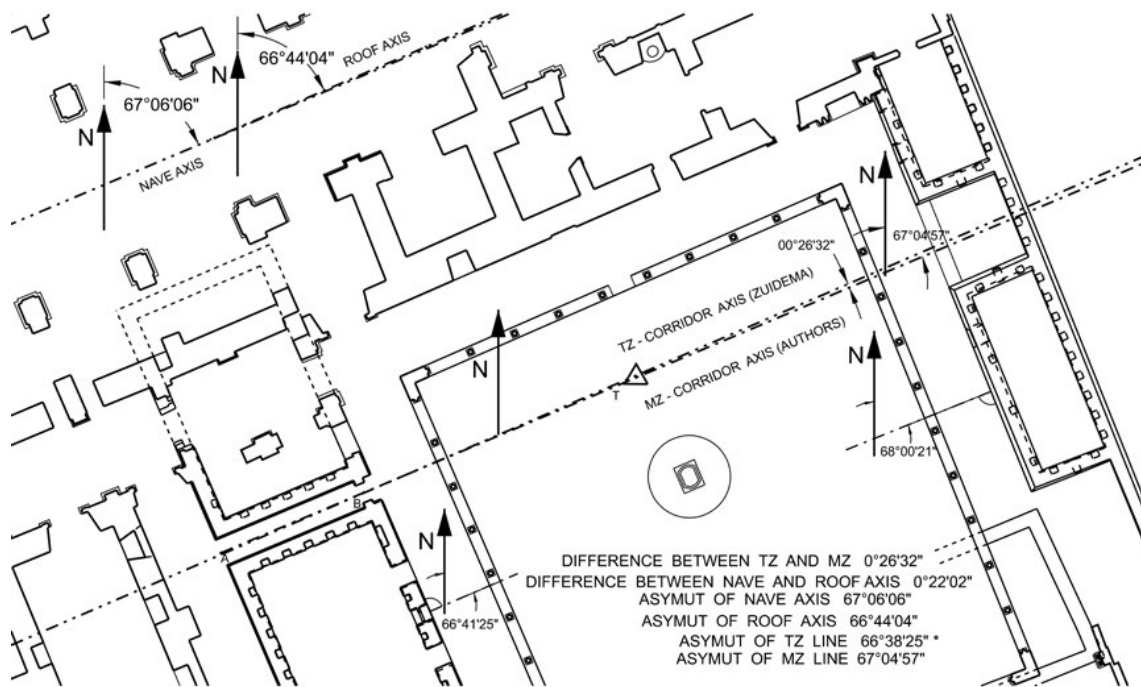 66°44'04"
ROOF AXIS
N
67°06'06"
N
NAVE AXIS
N
67°04'57"
00°26'32"
TZ - CORRIDOR AXIS (ZUIDEMA)
N
T
MZ - CORRIDOR AXIS (AUTHORS)
N
68°00'21"
B
N
66°41'25"
DIFFERENCE BETWEEN TZ AND MZ 0°26'32"
DIFFERENCE BETWEEN NAVE AND ROOF AXIS 0°22'02"
ASYMUT OF NAVE AXIS 67°06'06"
ASYMUT OF ROOF AXIS 66°44'04"
ASYMUT OF TZ LINE 66°38'25" *
ASYMUT OF MZ LINE 67°04'57"